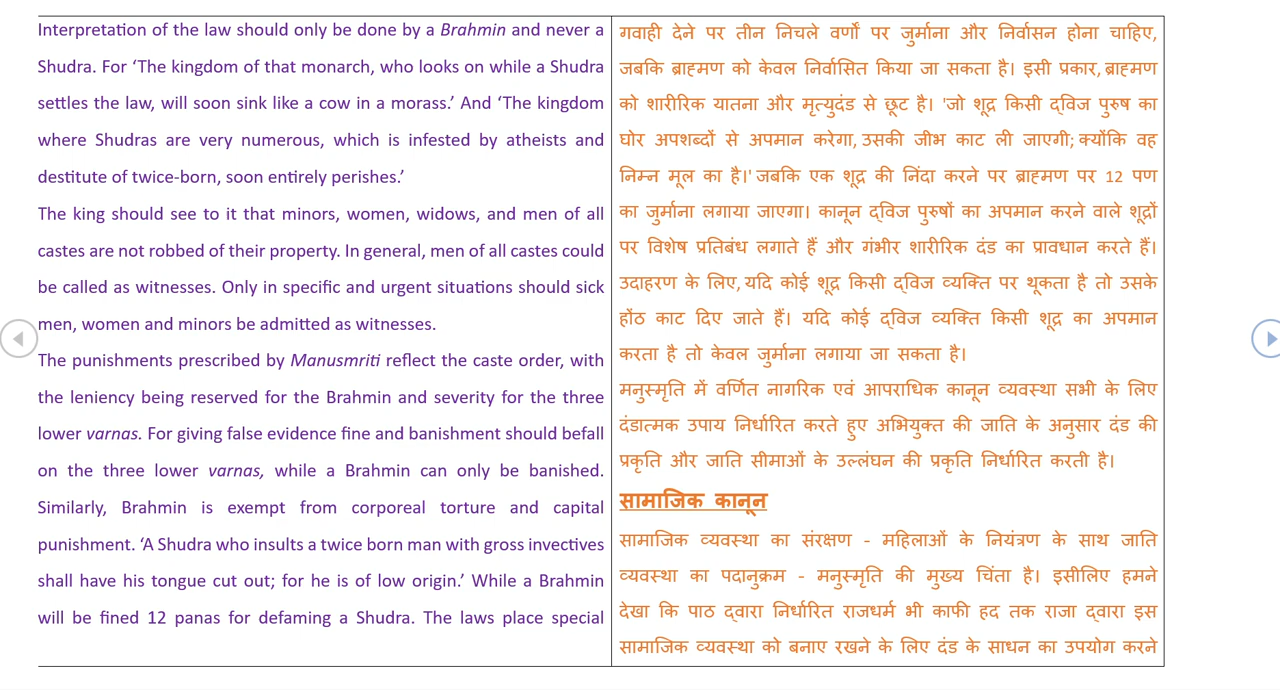 Interpretation of the law should only be done by a Brahmin and never a
Shudra. For ‘The kingdom of that monarch, who looks on while a Shudra
settles the law, will soon sink like a cow in a morass.’ And ‘The kingdom
where Shudras are very numerous, which is infested by atheists and
destitute of twice-born, soon entirely perishes.’
The king should see to it that minors, women, widows, and men of all
castes are not robbed of their property. In general, men of all castes could
be called as witnesses. Only in specific and urgent situations should sick
men, women and minors be admitted as witnesses.
The punishments prescribed by Manusmriti reflect the caste order, with
the leniency being reserved for the Brahmin and severity for the three
lower varnas. For giving false evidence fine and banishment should befall
on the three lower varnas, while a Brahmin can only be banished.
Similarly, Brahmin is exempt from corporeal torture and capital
punishment. ‘A Shudra who insults a twice born man with gross invectives
shall have his tongue cut out; for he is of low origin.’ While a Brahmin
will be fined 12 panas for defaming a Shudra. The laws place special
गवाही देने पर तीन निचले वर्णों पर जुर्माना और निर्वासन होना चाहिए,
जबकि ब्राह्मण को केवल निर्वासित किया जा सकता है। इसी प्रकार, ब्राह्मण
को शारीरिक यातना और मृत्युदंड से छूट है। 'जो शूद्र किसी द्विज पुरुष का
घोर अपशब्दों से अपमान करेगा, उसकी जीभ काट ली जाएगी; क्योंकि वह
निम्न मूल का है।' जबकि एक शूद्र की निंदा करने पर ब्राह्मण पर 12 पण
का जुर्माना लगाया जाएगा। कानून द्विज पुरुषों का अपमान करने वाले शूद्रों
पर विशेष प्रतिबंध लगाते हैं और गंभीर शारीरिक दंड का प्रावधान करते हैं।
उदाहरण के लिए, यदि कोई शूद्र किसी द्विज व्यक्ति पर थूकता है तो उसके
होंठ काट दिए जाते हैं। यदि कोई द्विज व्यक्ति किसी शूद्र का अपमान
करता है तो केवल जुर्माना लगाया जा सकता है।
मनुस्मृति में वर्णित नागरिक एवं आपराधिक कानून व्यवस्था सभी के लिए
दंडात्मक उपाय निर्धारित करते हुए अभियुक्त की जाति के अनुसार दंड की
प्रकृति और जाति सीमाओं के उल्लंघन की प्रकृति निर्धारित करती है।
सामाजिक कानून
सामाजिक व्यवस्था का संरक्षण - महिलाओं के नियंत्रण के साथ जाति
व्यवस्था का पदानुक्रम - मनुस्मृति की मुख्य चिंता है। इसीलिए हमने
देखा कि पाठ द्वारा निर्धारित राजधर्म भी काफी हद तक राजा द्वारा इस
सामाजिक व्यवस्था को बनाए रखने के लिए दंड के साधन का उपयोग करने